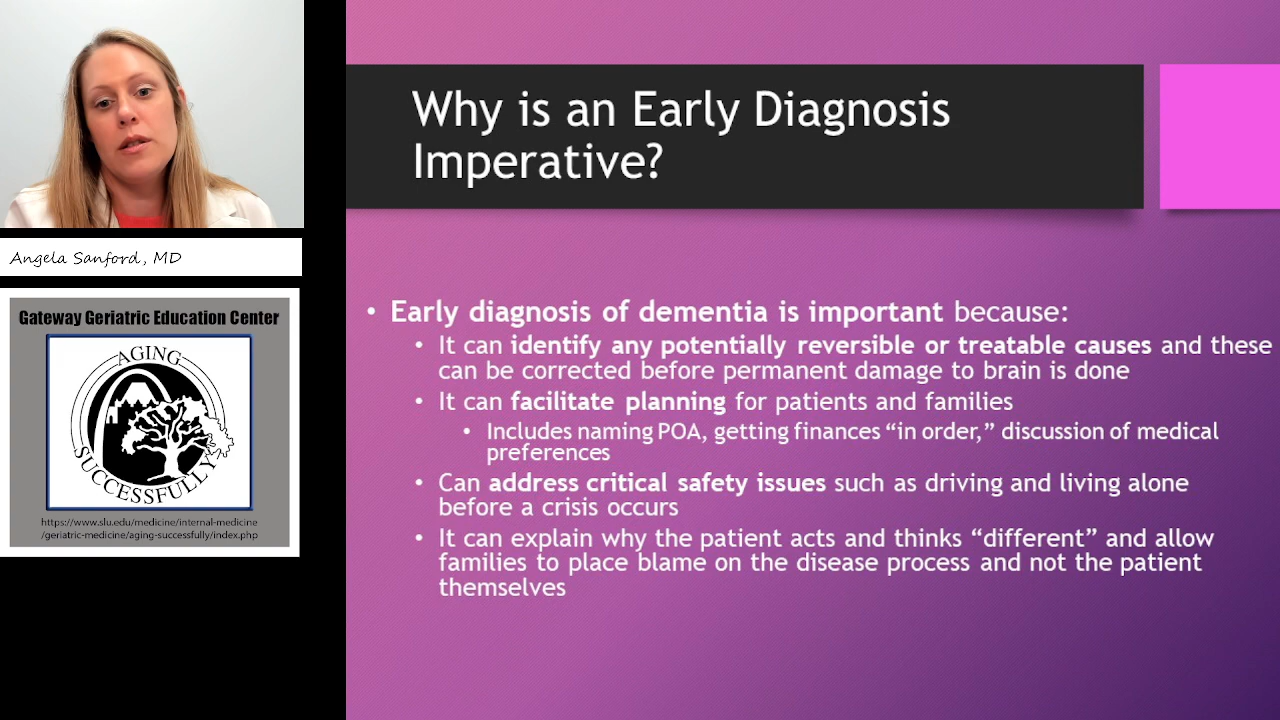 Why is an Early Diagnosis
Imperative?
Angela Sanford, MD
Gateway Geriatric Education Center
AGING
SUCCESSFULLY
https://www.slu.edu/medicine/internal-medicine
/geriatric-medicine/aging-successfully/index.php
• Early diagnosis of dementia is important because:
• It can identify any potentially reversible or treatable causes and these
can be corrected before permanent damage to brain is done
• It can facilitate planning for patients and families
• Includes naming POA, getting finances “in order,” discussion of medical
preferences
• Can address critical safety issues such as driving and living alone
before a crisis occurs
• It can explain why the patient acts and thinks “different” and allow
families to place blame on the disease process and not the patient
themselves